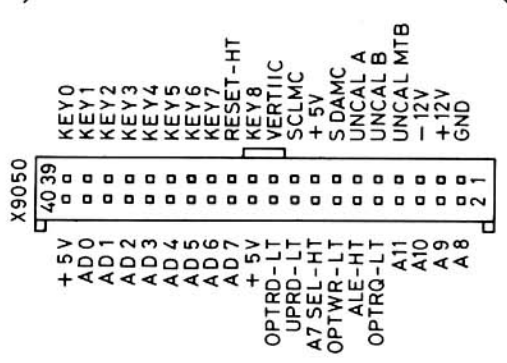 X9050
40 39
2 1
KEY0
KEY1
KEY2
KEY3
KEY4
KEY5
KEY6
KEY7
RESET-HT
KEY8
VERTIIC
SCLMC
+5V
SDAMC
UNCAL A
UNCAL B
UNCAL MTB
-12V
+12V
GND
+5V
AD0
AD1
AD2
AD3
AD4
AD5
AD6
AD7
+5V
OPTRD-LT
UPRD-LT
A7 SEL-HT
OPTWR-LT
ALE-HT
OPTRQ-LT
A11
A10
A9
A8